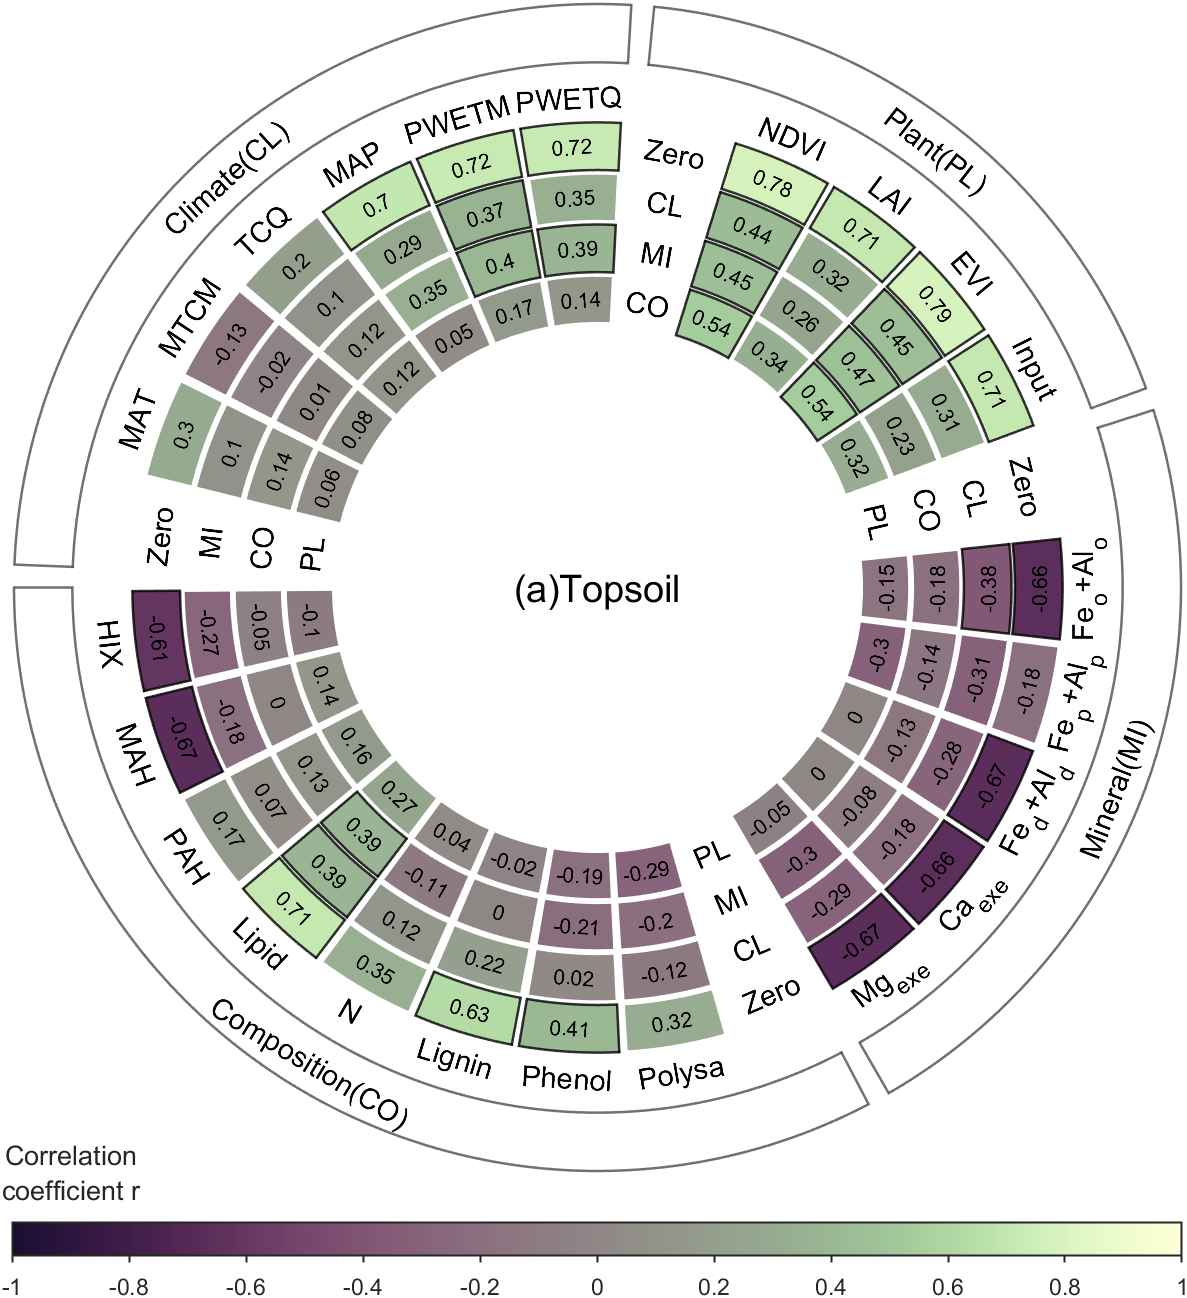 Climate(CL)
Plant(PL)
Mineral(MI)
Composition(CO)
(a)Topsoil
MAT
MTCM
TCQ
MAP
PWETM
PWETQ
0.3
-0.13
0.2
0.7
0.72
0.72
0.1
-0.02
0.1
0.29
0.37
0.35
0.14
0.01
0.12
0.35
0.4
0.39
0.06
0.08
0.12
0.05
0.17
0.14
Zero
MI
CO
PL
Zero
CL
MI
CO
NDVI
LAI
EVI
Input
0.78
0.71
0.79
0.71
0.44
0.32
0.45
0.31
0.45
0.26
0.47
0.23
0.54
0.34
0.54
0.32
PL
CO
CL
Zero
-0.15
-0.18
-0.38
-0.66
Feo+Alo
-0.3
-0.14
-0.31
-0.18
Fep+Alp
0
-0.13
-0.28
-0.67
Fed+Ald
0
-0.08
-0.18
-0.66
Caexe
-0.05
-0.3
-0.29
-0.67
Mgexe
PL
MI
CL
Zero
HIX
-0.61
-0.27
-0.05
-0.1
MAH
-0.67
-0.18
0
0.14
PAH
0.17
0.07
0.13
0.16
Lipid
0.71
0.39
0.39
0.27
N
0.35
0.12
-0.11
0.04
Lignin
0.63
0.22
0
-0.02
Phenol
0.41
0.02
-0.21
-0.19
Polysa
0.32
-0.12
-0.2
-0.29
Correlation
coefficient r
-1 -0.8 -0.6 -0.4 -0.2 0 0.2 0.4 0.6 0.8 1